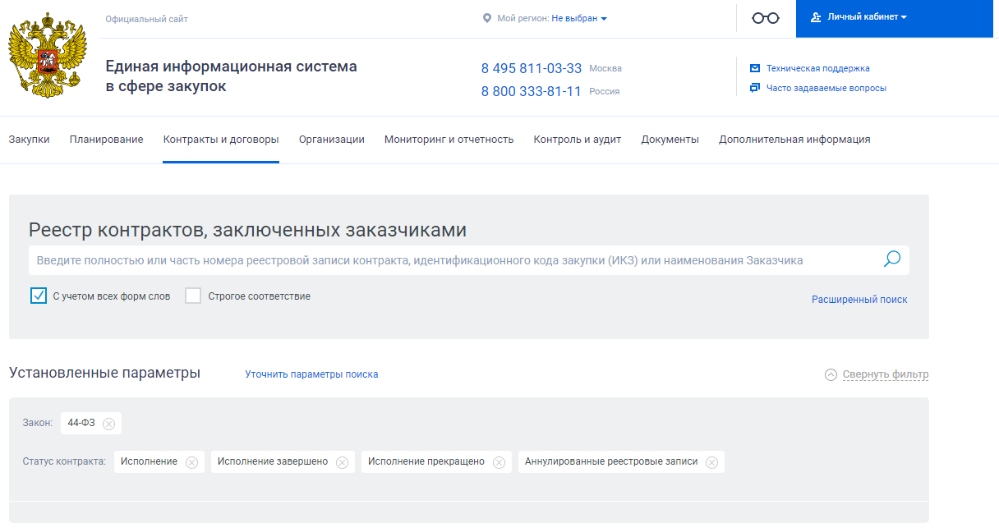 Официальный сайт
Мой регион: Не выбран
Личный кабинет
Единая информационная система
в сфере закупок
8 495 811-03-33 Москва
8 800 333-81-11 Россия
Техническая поддержка
Часто задаваемые вопросы
Закупки Планирование Контракты и договоры Организации Мониторинг и отчетность Контроль и аудит Документы Дополнительная информация
Реестр контрактов, заключенных заказчиками
Введите полностью или часть номера реестровой записи контракта, идентификационного кода закупки (ИКЗ) или наименования Заказчика
С учетом всех форм слов Строгое соответствие
Расширенный поиск
Установленные параметры Уточнить параметры поиска Свернуть фильтр
Закон: 44-ФЗ
Статус контракта: Исполнение Исполнение завершено Исполнение прекращено Аннулированные реестровые записи